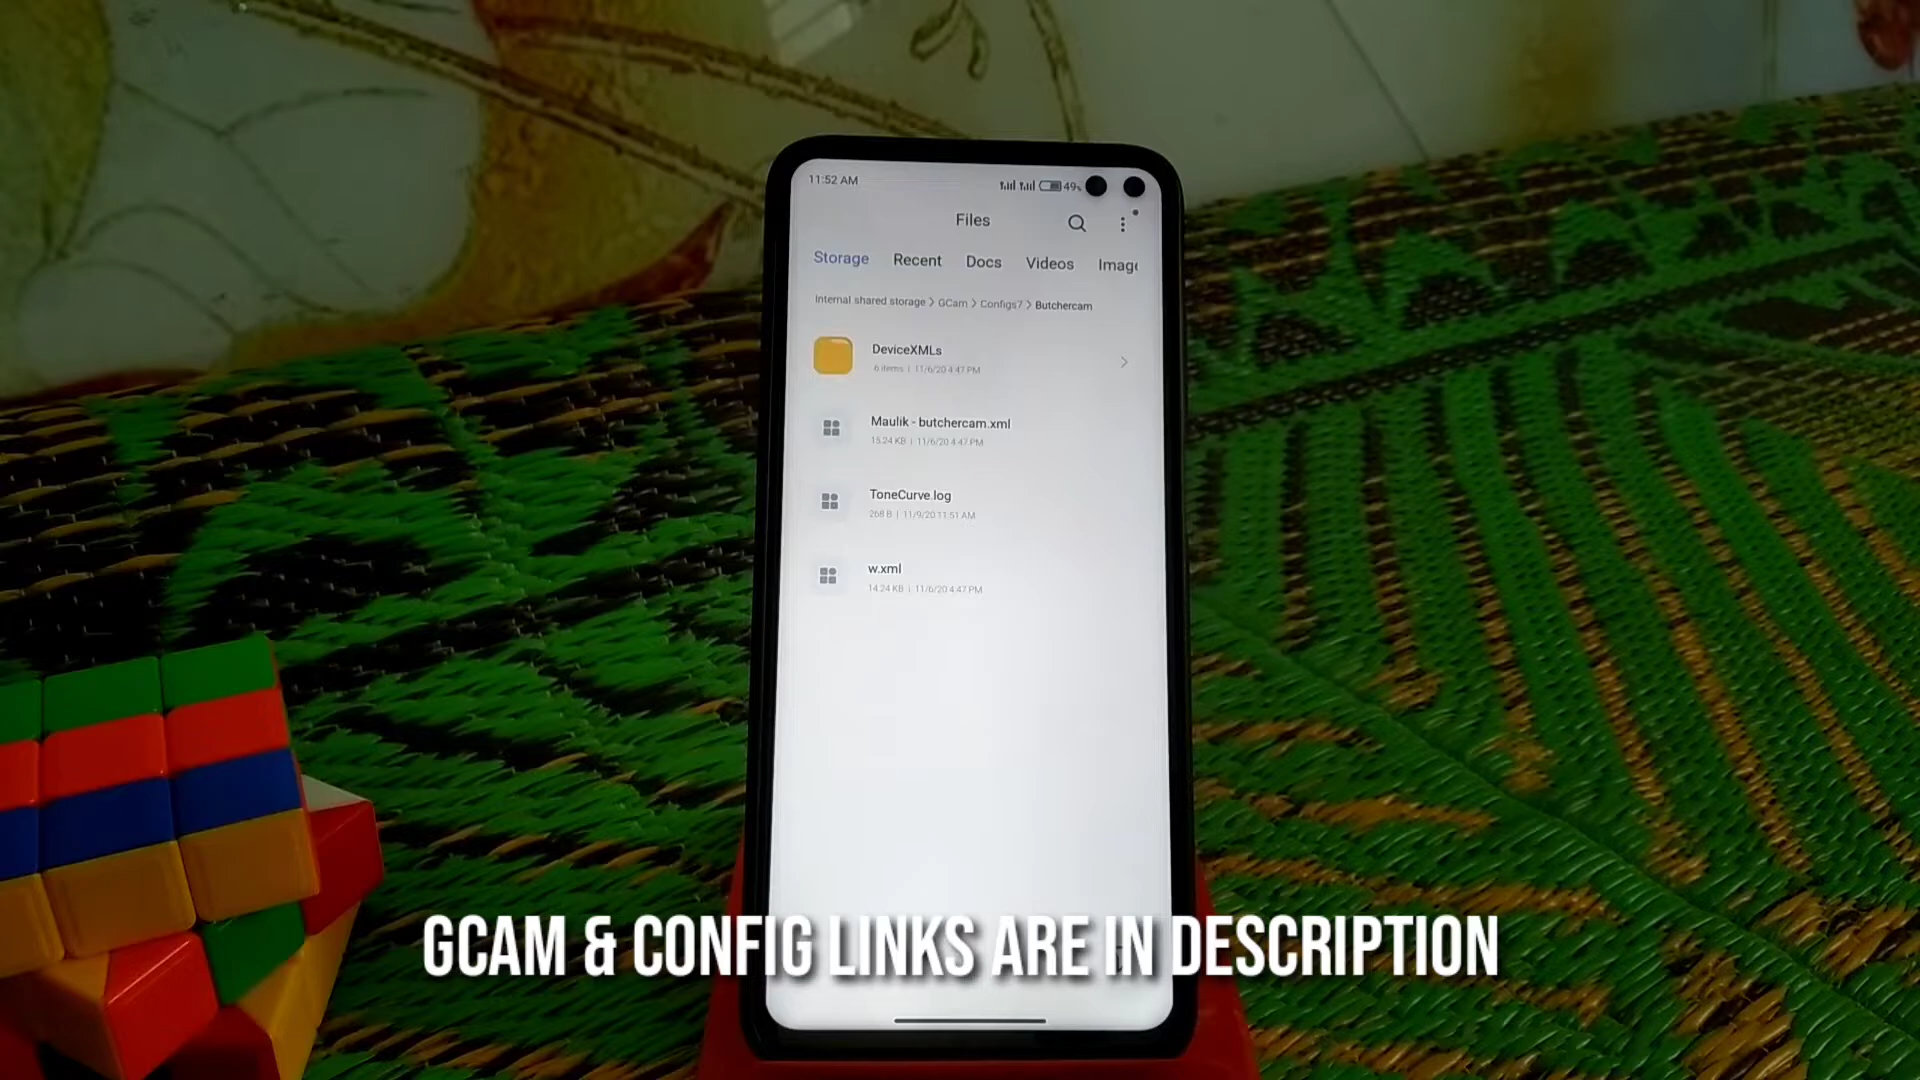 11:52 AM 49%
Files
Storage Recent Docs Videos Image
Internal shared storage > GCam > Configs7 > Butchercam
DeviceXMLs
6 items | 11/6/20 4:47 PM
Maulik - butchercam.xml
15.24 KB | 11/6/20 4:47 PM
ToneCurve.log
268 B | 11/9/20 11:51 AM
w.xml
14.24 KB | 11/6/20 4:47 PM
GCAM & CONFIG LINKS ARE IN DESCRIPTION